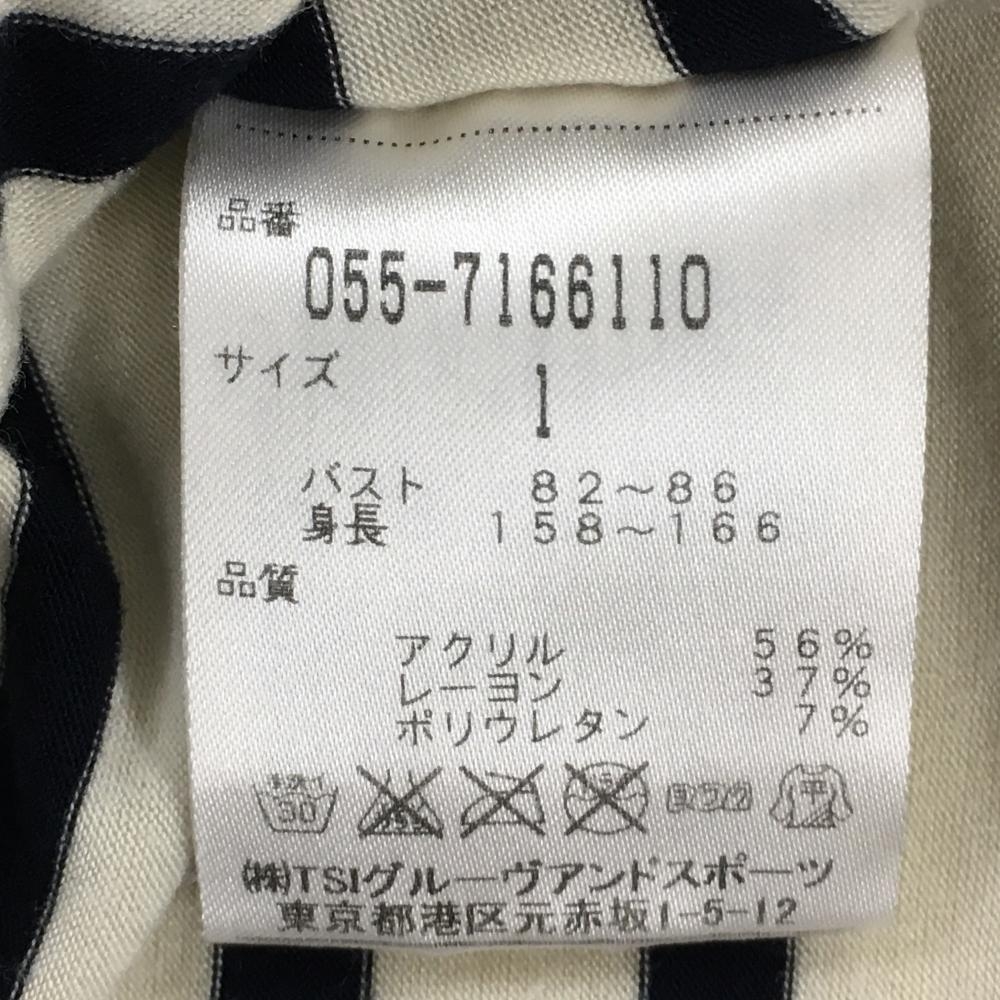 品番
055-7166110
サイズ
1
バスト 82～86
身長 158～166
品質
アクリル 56%
レーヨン 37%
ポリウレタン 7%
30 平
(株)TSIグルーヴアンドスポーツ
東京都港区元赤坂1-5-12